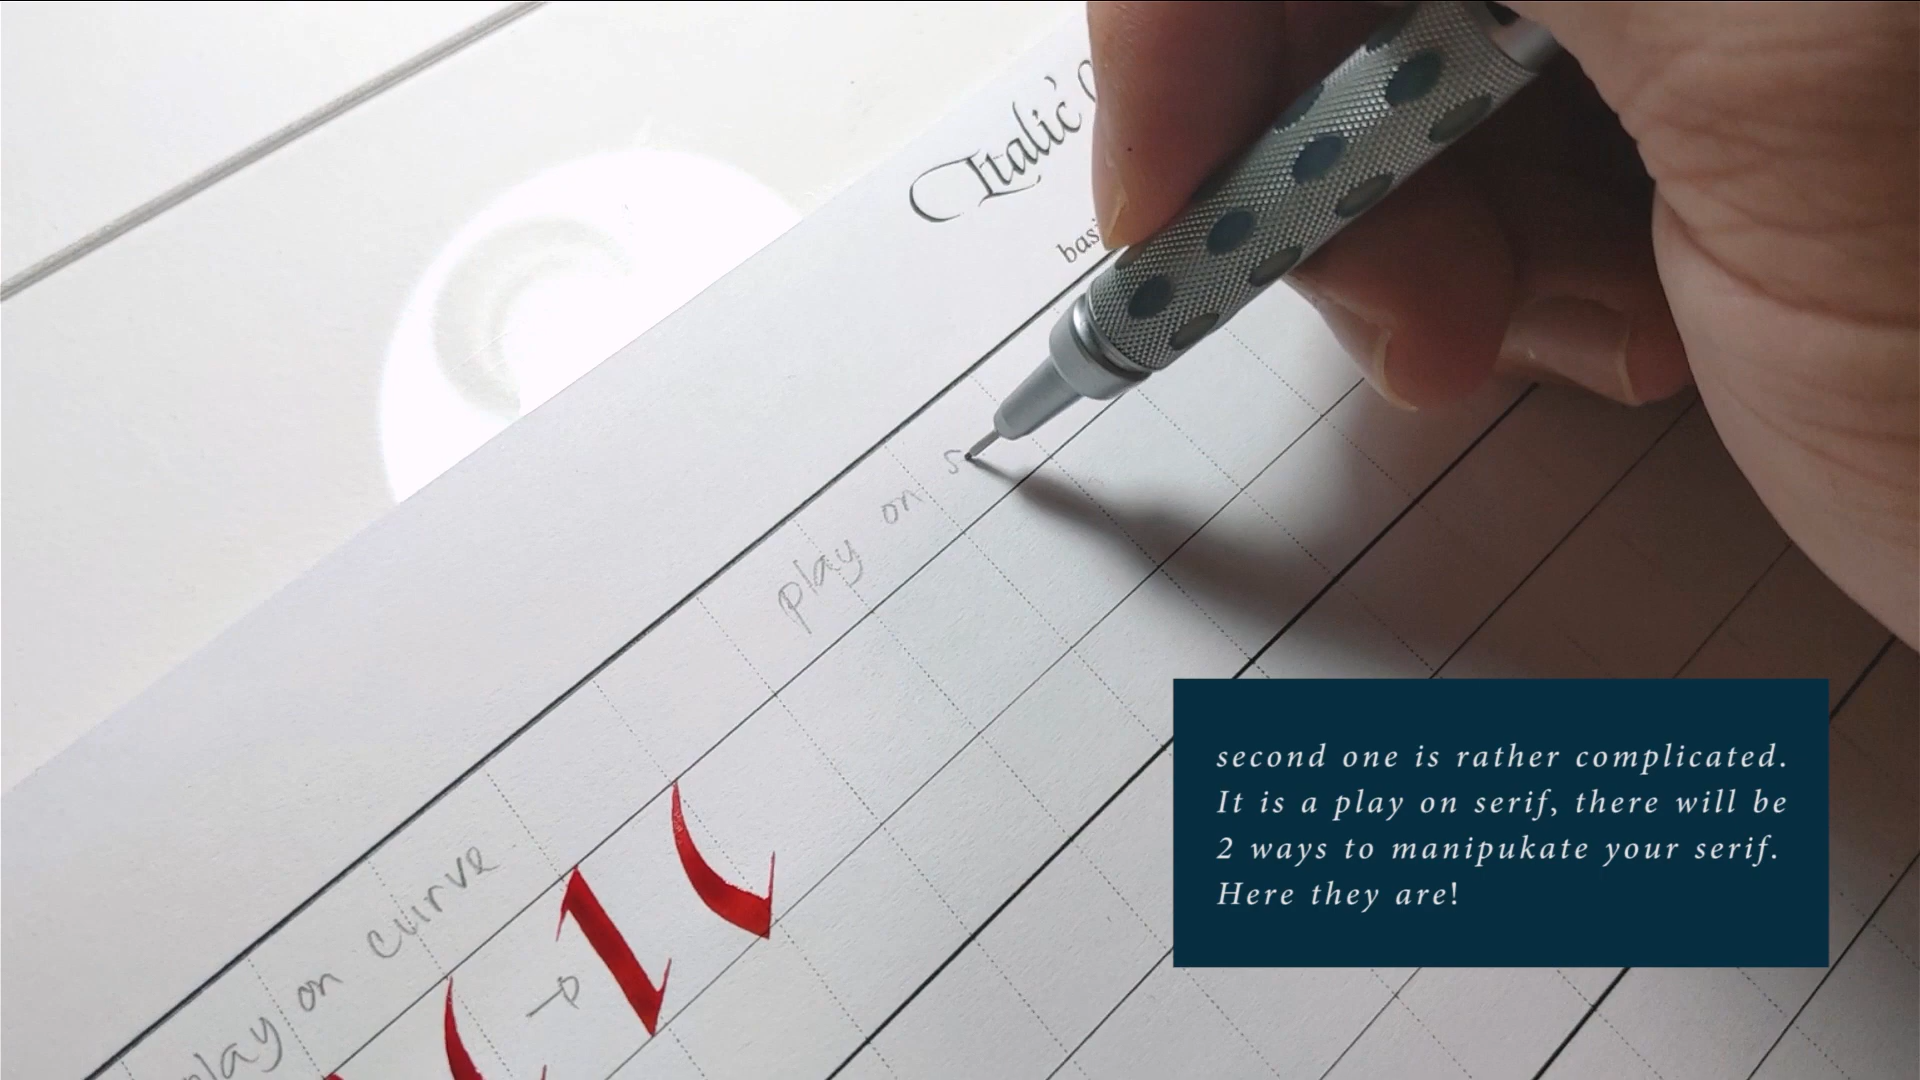 Italic
play on s
play on curve
second one is rather complicated.
It is a play on serif, there will be
2 ways to manipukate your serif.
Here they are!